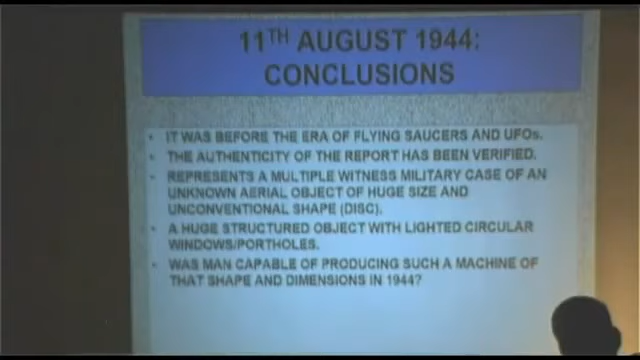 11TH AUGUST 1944:
CONCLUSIONS
• IT WAS BEFORE THE ERA OF FLYING SAUCERS AND UFOs.
• THE AUTHENTICITY OF THE REPORT HAS BEEN VERIFIED.
• REPRESENTS A MULTIPLE WITNESS MILITARY CASE OF AN
UNKNOWN AERIAL OBJECT OF HUGE SIZE AND
UNCONVENTIONAL SHAPE (DISC).
• A HUGE STRUCTURED OBJECT WITH LIGHTED CIRCULAR
WINDOWS/PORTHOLES.
• WAS MAN CAPABLE OF PRODUCING SUCH A MACHINE OF
THAT SHAPE AND DIMENSIONS IN 1944?